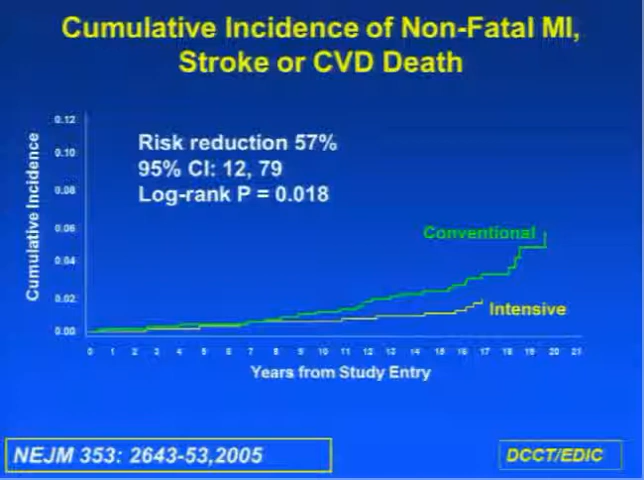 Cumulative Incidence of Non-Fatal MI,
Stroke or CVD Death
Cumulative Incidence
0.12
0.10
0.08
0.06
0.04
0.02
0.00
Risk reduction 57%
95% CI: 12, 79
Log-rank P = 0.018
Conventional
Intensive
0 1 2 3 4 5 6 7 8 9 10 11 12 13 14 15 16 17 18 19 20 21
Years from Study Entry
NEJM 353: 2643-53,2005
DCCT/EDIC